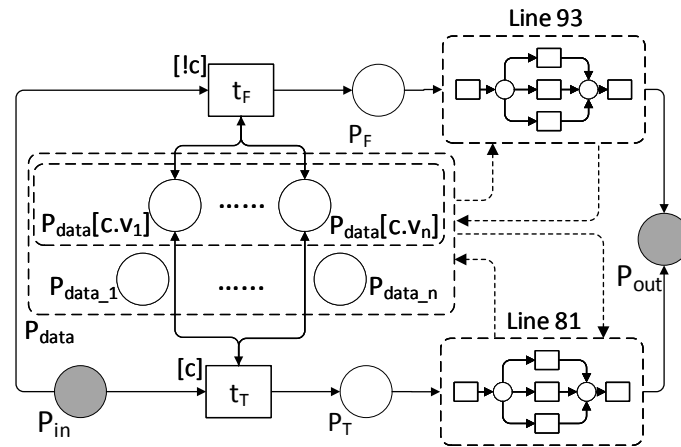 Line 93
[!c]
t_F
P_F
P_data[c.v_1]
......
P_data[c.v_n]
P_data_1
......
P_data_n
P_out
P_data
Line 81
[c]
t_T
P_in
P_T